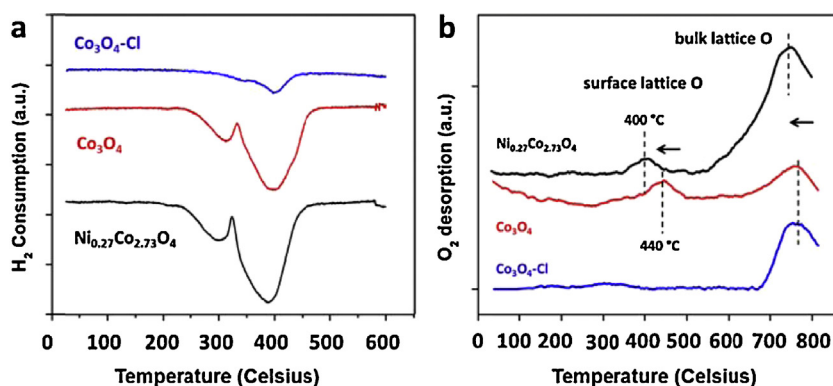 a
Co₃O₄-Cl
Co₃O₄
Ni₀.₂₇Co₂.₇₃O₄
H₂ Consumption (a.u.)
0 100 200 300 400 500 600
Temperature (Celsius)
b
bulk lattice O
surface lattice O
400 °C
Ni₀.₂₇Co₂.₇₃O₄
Co₃O₄
440 °C
Co₃O₄-Cl
O₂ desorption (a.u.)
0 100 200 300 400 500 600 700 800
Temperature (Celsius)